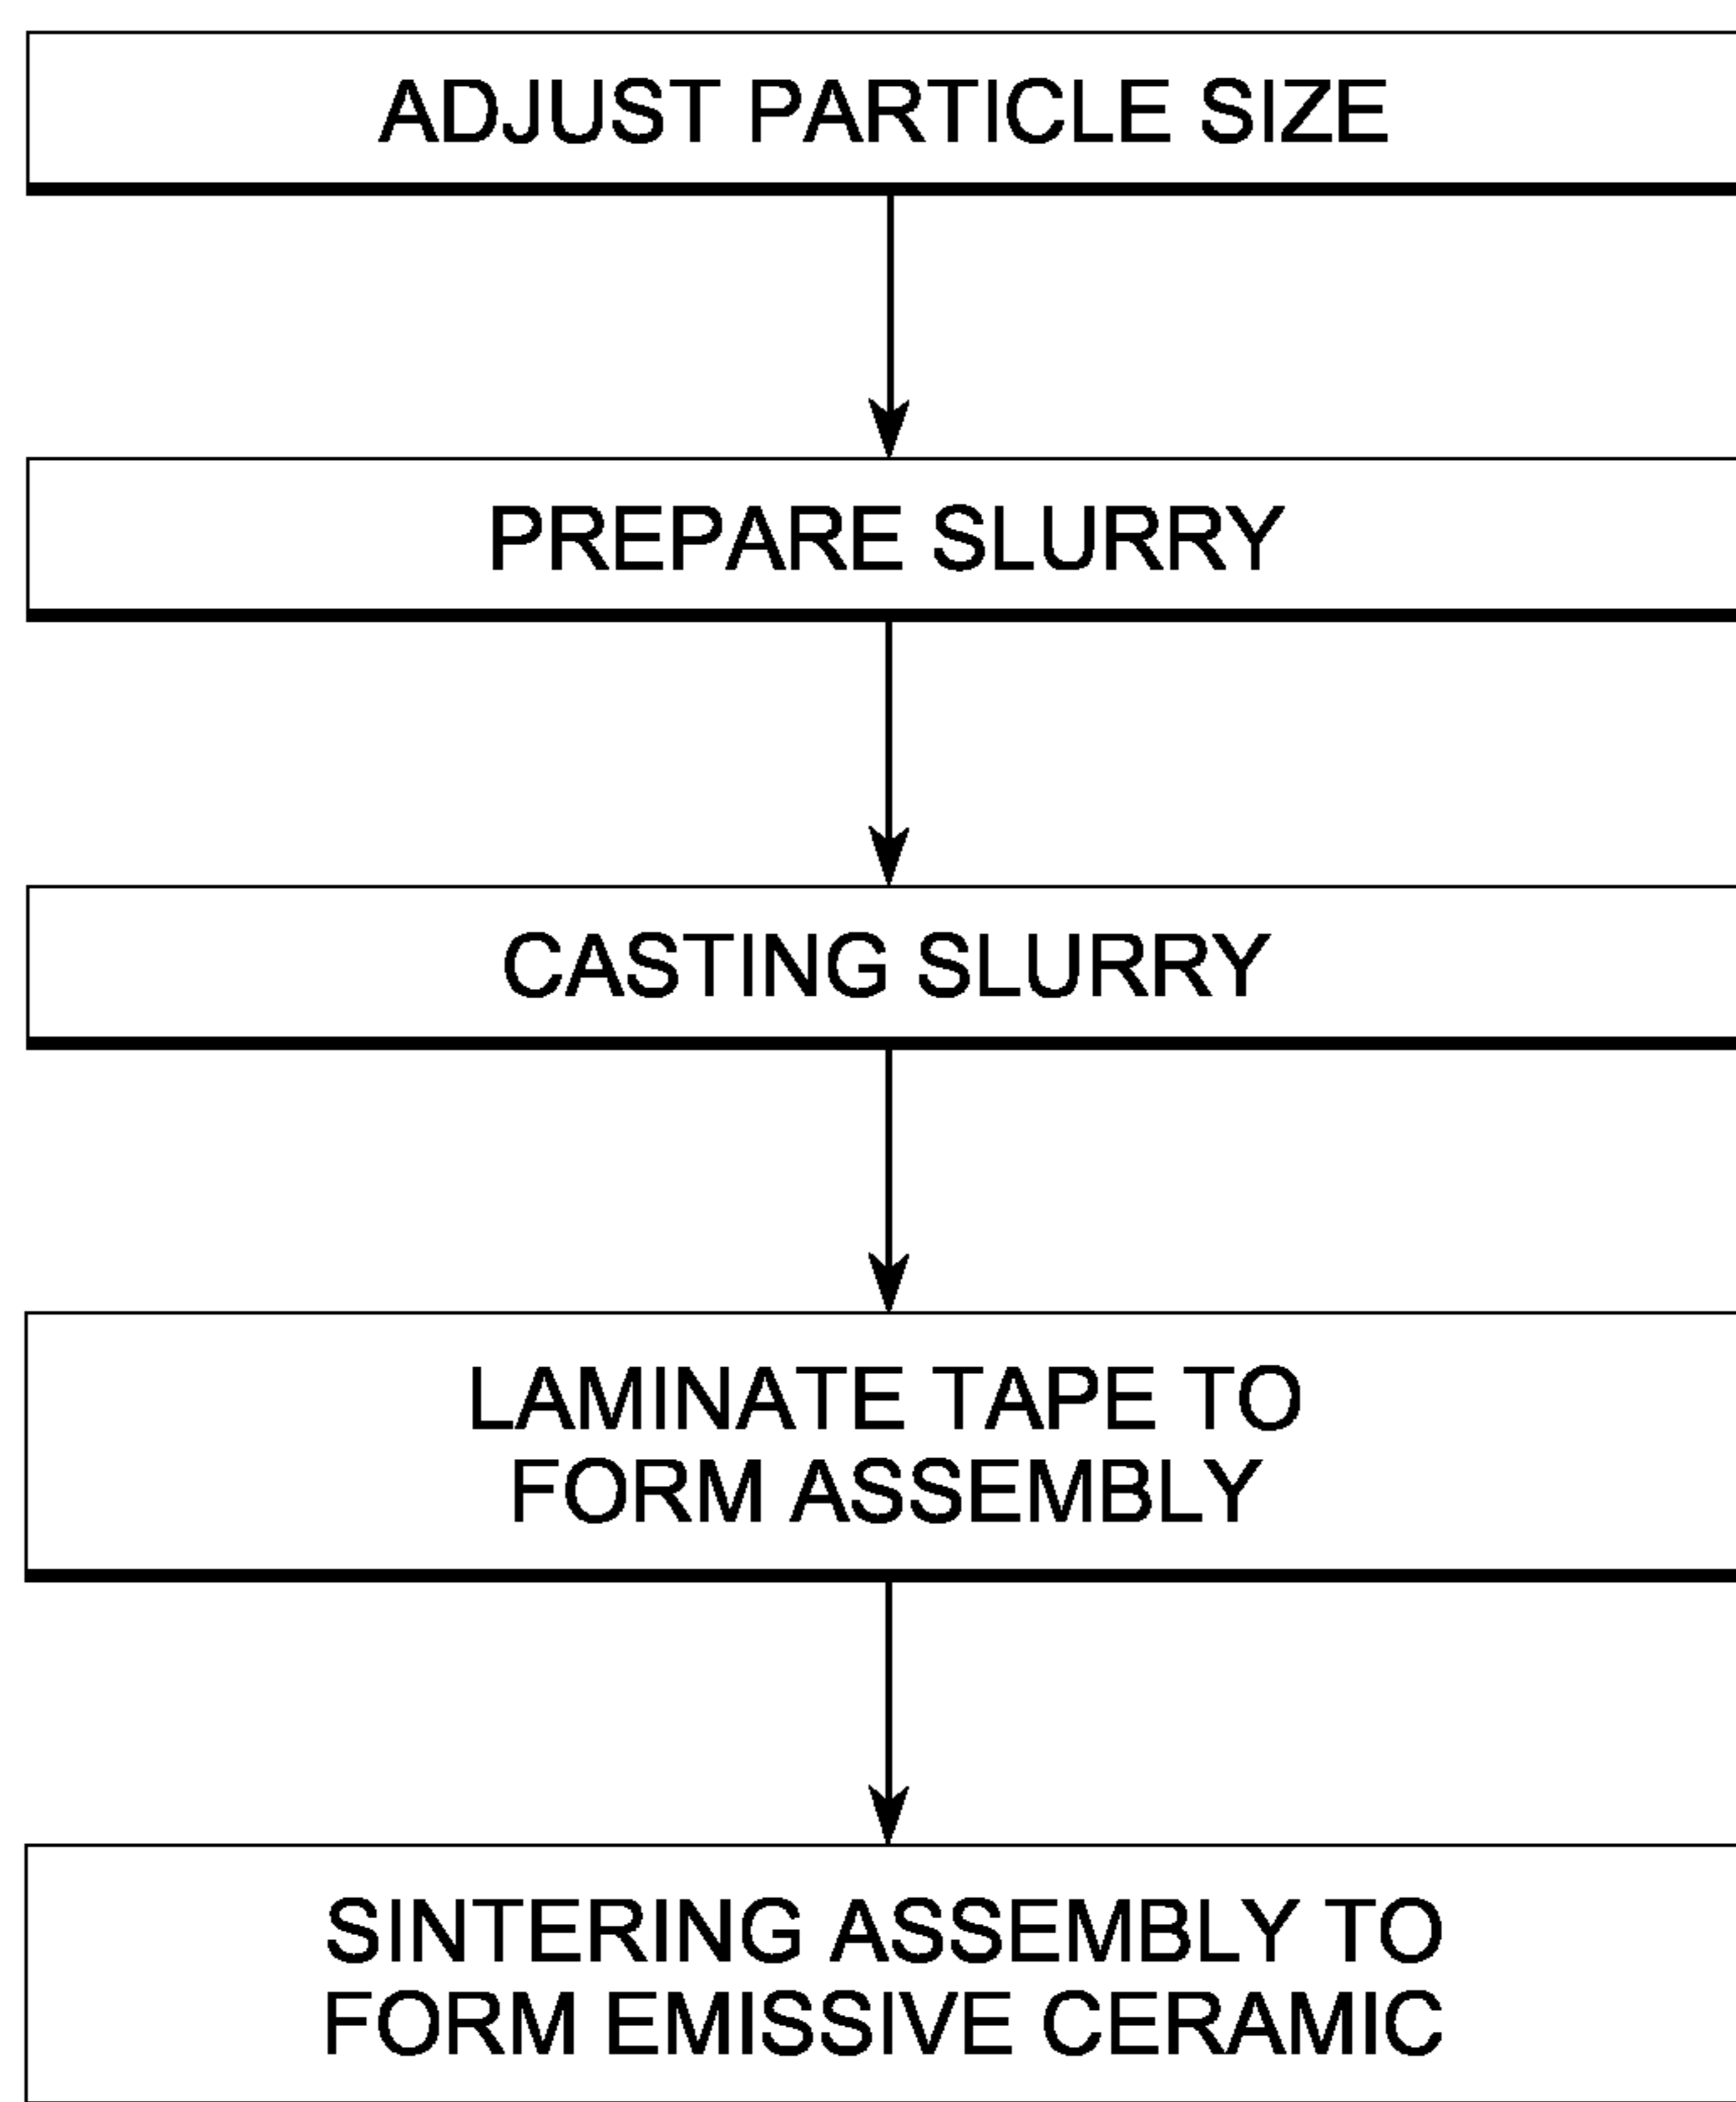 ADJUST PARTICLE SIZE
PREPARE SLURRY
CASTING SLURRY
LAMINATE TAPE TO
FORM ASSEMBLY
SINTERING ASSEMBLY TO
FORM EMISSIVE CERAMIC